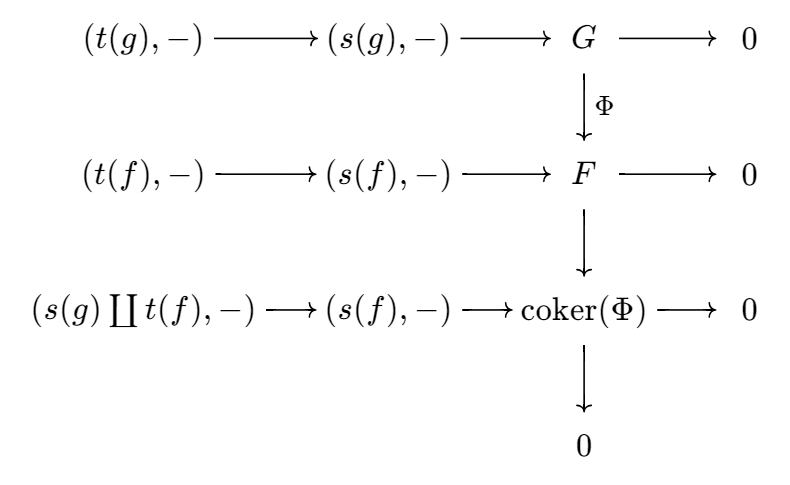 (t(g), −) ⟶ (s(g), −) ⟶ G ⟶ 0
Φ
(t(f), −) ⟶ (s(f), −) ⟶ F ⟶ 0
(s(g) ∐ t(f), −) ⟶ (s(f), −) ⟶ coker(Φ) ⟶ 0
0